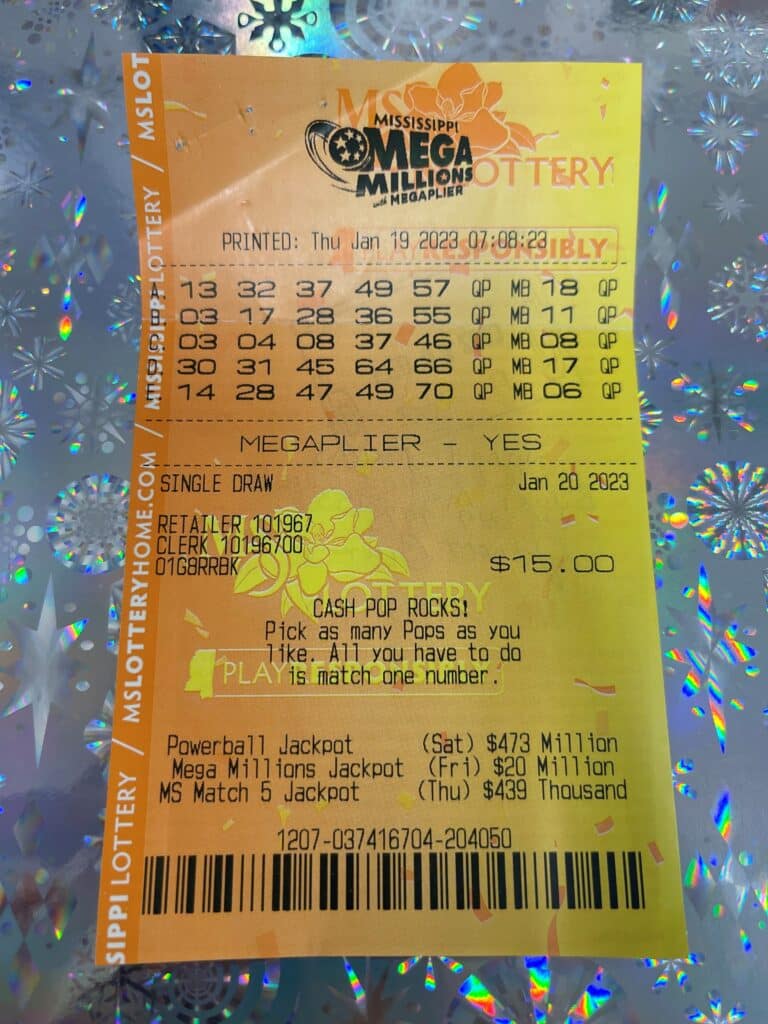 MS
LOTTERY
MISSISSIPPI
MEGA
MILLIONS
with MEGAPLIER
PRINTED: Thu Jan 19 2023 07:08:23
PLAY RESPONSIBLY
A. 13 32 37 49 57 QP MB 18 QP
B. 03 17 28 36 55 QP MB 11 QP
C. 03 04 08 37 46 QP MB 08 QP
D. 30 31 45 64 66 QP MB 17 QP
E. 14 28 47 49 70 QP MB 06 QP
MEGAPLIER - YES
SINGLE DRAW Jan 20 2023
RETAILER 101967
CLERK 10196700
01G8RRBK $15.00
MS
LOTTERY
CASH POP ROCKS!
Pick as many Pops as you
like. All you have to do
is match one number.
PLAY RESPONSIBLY
Powerball Jackpot (Sat) $473 Million
Mega Millions Jackpot (Fri) $20 Million
MS Match 5 Jackpot (Thu) $439 Thousand
1207-037416704-204050
SIPPI LOTTERY / MSLOTTERYHOME.COM / MISSISSIPPI LOTTERY / MSLOT